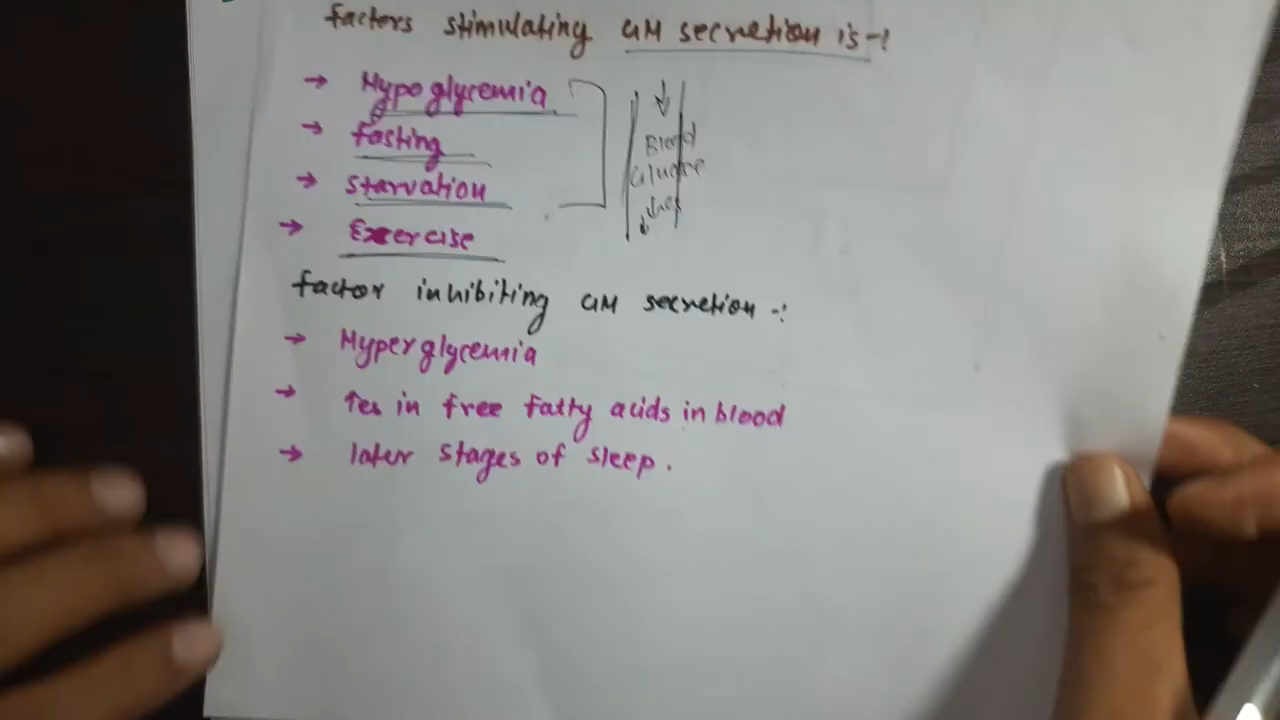 factors stimulating GH secretion is -:
→ Hypoglycemia
→ fasting
→ starvation
→ Exercise
↓
Blood
Glucose
↓
factor inhibiting GH secretion -:
→ Hyperglycemia
→ ↑es in free fatty acids in blood
→ later stages of sleep.